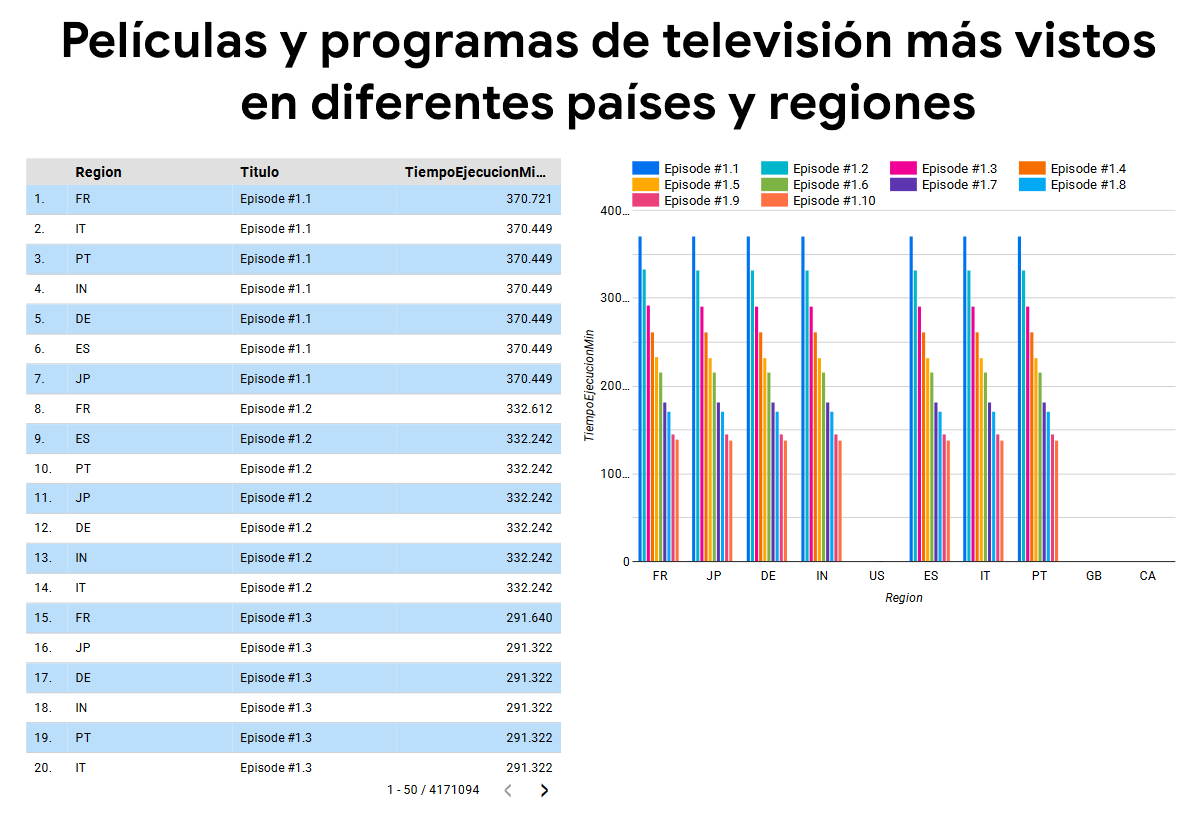 Películas y programas de televisión más vistos
en diferentes países y regiones
Region Titulo TiempoEjecucionMi...
1. FR Episode #1.1 370.721
2. IT Episode #1.1 370.449
3. PT Episode #1.1 370.449
4. IN Episode #1.1 370.449
5. DE Episode #1.1 370.449
6. ES Episode #1.1 370.449
7. JP Episode #1.1 370.449
8. FR Episode #1.2 332.612
9. ES Episode #1.2 332.242
10. PT Episode #1.2 332.242
11. JP Episode #1.2 332.242
12. DE Episode #1.2 332.242
13. IN Episode #1.2 332.242
14. IT Episode #1.2 332.242
15. FR Episode #1.3 291.640
16. JP Episode #1.3 291.322
17. DE Episode #1.3 291.322
18. IN Episode #1.3 291.322
19. PT Episode #1.3 291.322
20. IT Episode #1.3 291.322
1 - 50 / 4171094
Episode #1.1 Episode #1.2 Episode #1.3 Episode #1.4
Episode #1.5 Episode #1.6 Episode #1.7 Episode #1.8
Episode #1.9 Episode #1.10
400...
300...
200...
100...
0
TiempoEjecucionMin
FR JP DE IN US ES IT PT GB CA
Region